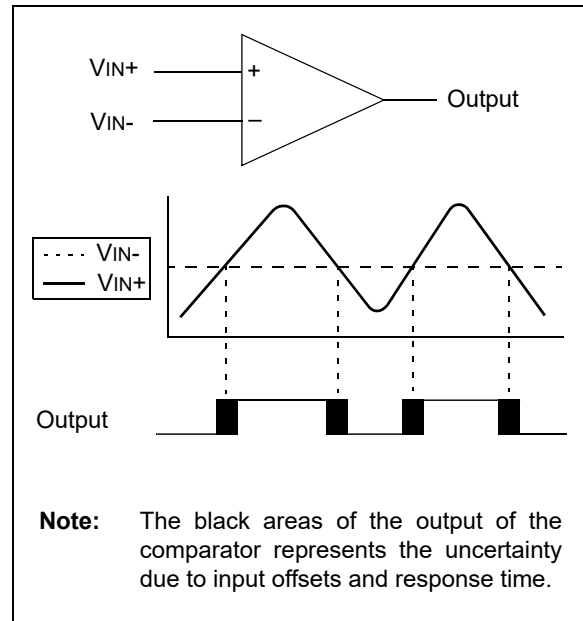 VIN+
VIN-
+
–
Output
VIN-
VIN+
Output
Note: The black areas of the output of the
comparator represents the uncertainty
due to input offsets and response time.